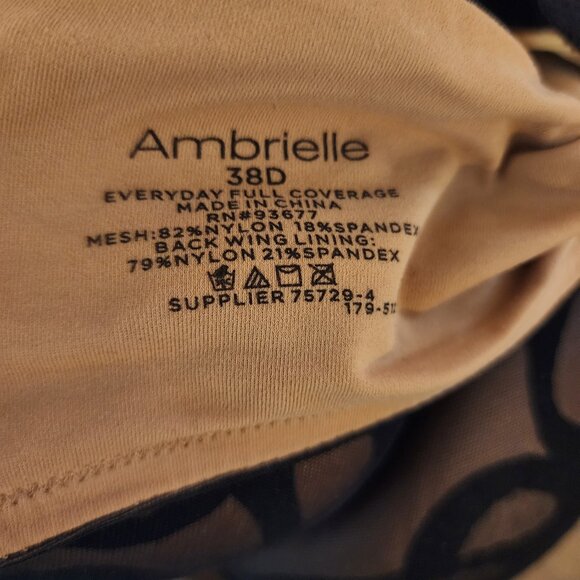 Ambrielle
38D
EVERYDAY FULL COVERAGE
MADE IN CHINA
RN#93677
MESH:82%NYLON 18%SPANDEX
BACK WING LINING:
79%NYLON 21%SPANDEX
SUPPLIER 75729-4